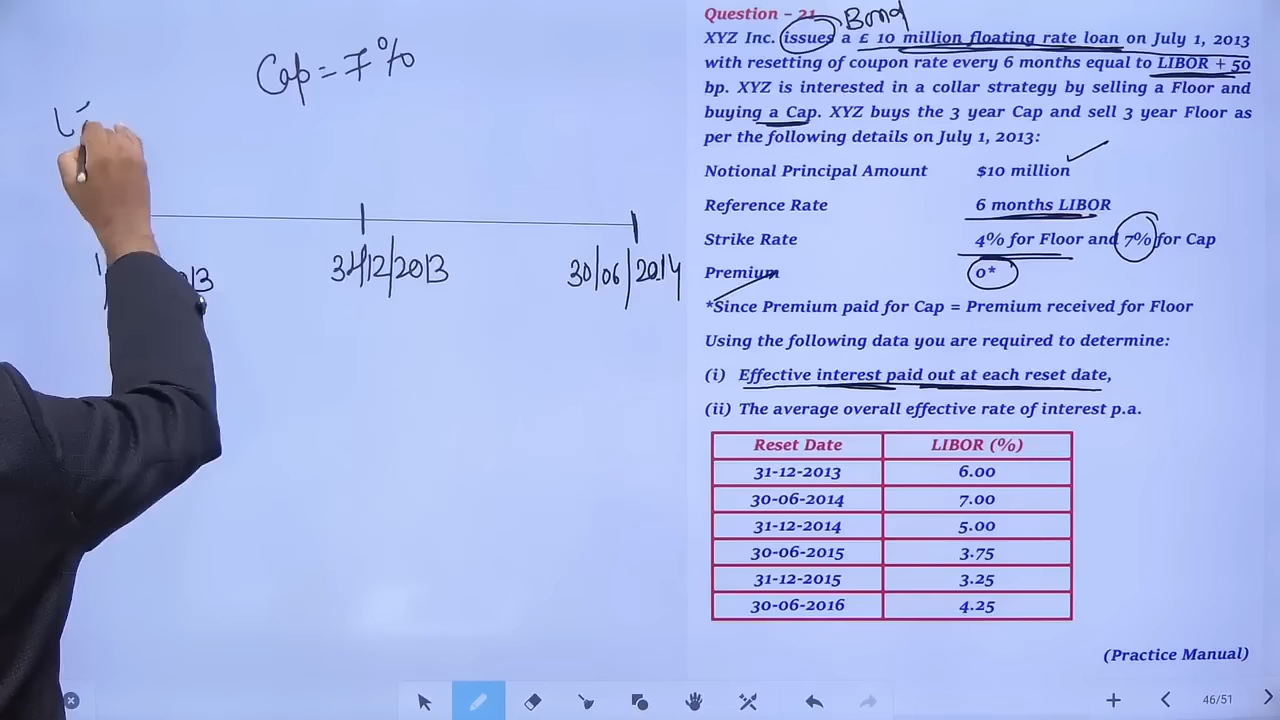 Cap = 7%
31/12/2013
30/06/2014
Question - 21
Bond
XYZ Inc. issues a £ 10 million floating rate loan on July 1, 2013
with resetting of coupon rate every 6 months equal to LIBOR + 50
bp. XYZ is interested in a collar strategy by selling a Floor and
buying a Cap. XYZ buys the 3 year Cap and sell 3 year Floor as
per the following details on July 1, 2013:
Notional Principal Amount $10 million
Reference Rate 6 months LIBOR
Strike Rate 4% for Floor and 7% for Cap
Premium 0*
*Since Premium paid for Cap = Premium received for Floor
Using the following data you are required to determine:
(i) Effective interest paid out at each reset date,
(ii) The average overall effective rate of interest p.a.
Reset Date LIBOR (%)
31-12-2013 6.00
30-06-2014 7.00
31-12-2014 5.00
30-06-2015 3.75
31-12-2015 3.25
30-06-2016 4.25
(Practice Manual)
46/51